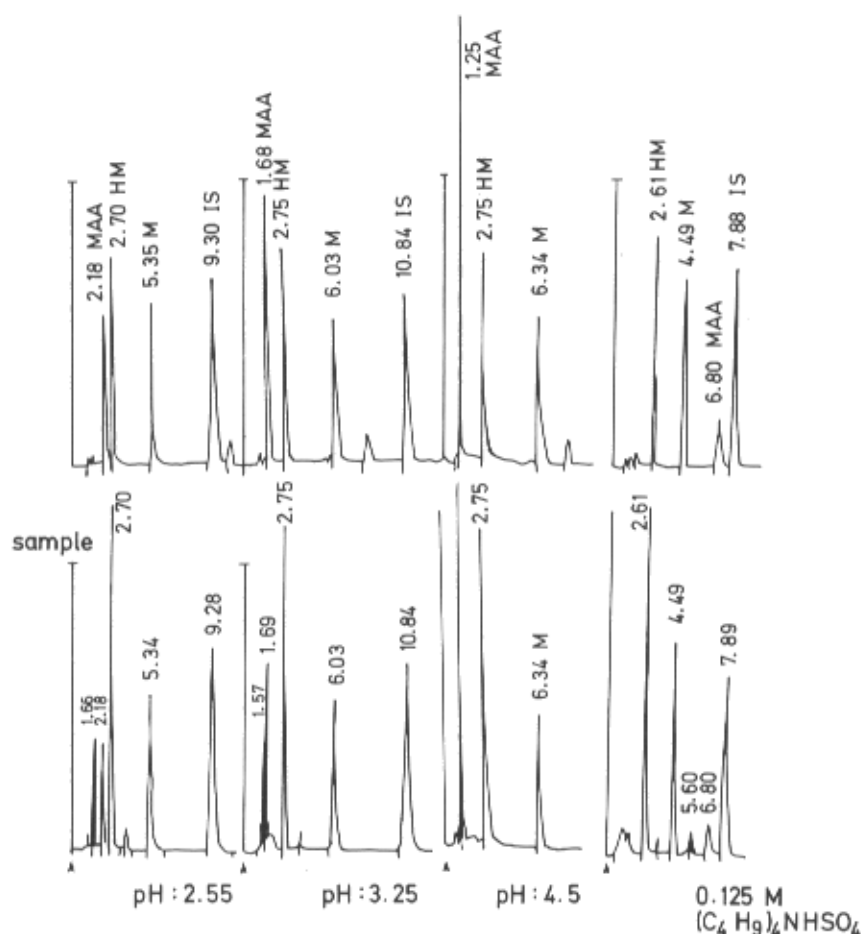 2.18 MAA
2.70 HM
5.35 M
9.30 IS
1.68 MAA
2.75 HM
6.03 M
10.84 IS
1.25
MAA
2.75 HM
6.34 M
2.61 HM
4.49 M
6.80 MAA
7.88 IS
sample
1.66
2.18
2.70
5.34
9.28
1.57
1.69
2.75
6.03
10.84
2.75
6.34 M
2.61
4.49
5.60
6.80
7.89
pH : 2.55
pH : 3.25
pH : 4.5
0.125 M
(C4 H9)4NHSO4